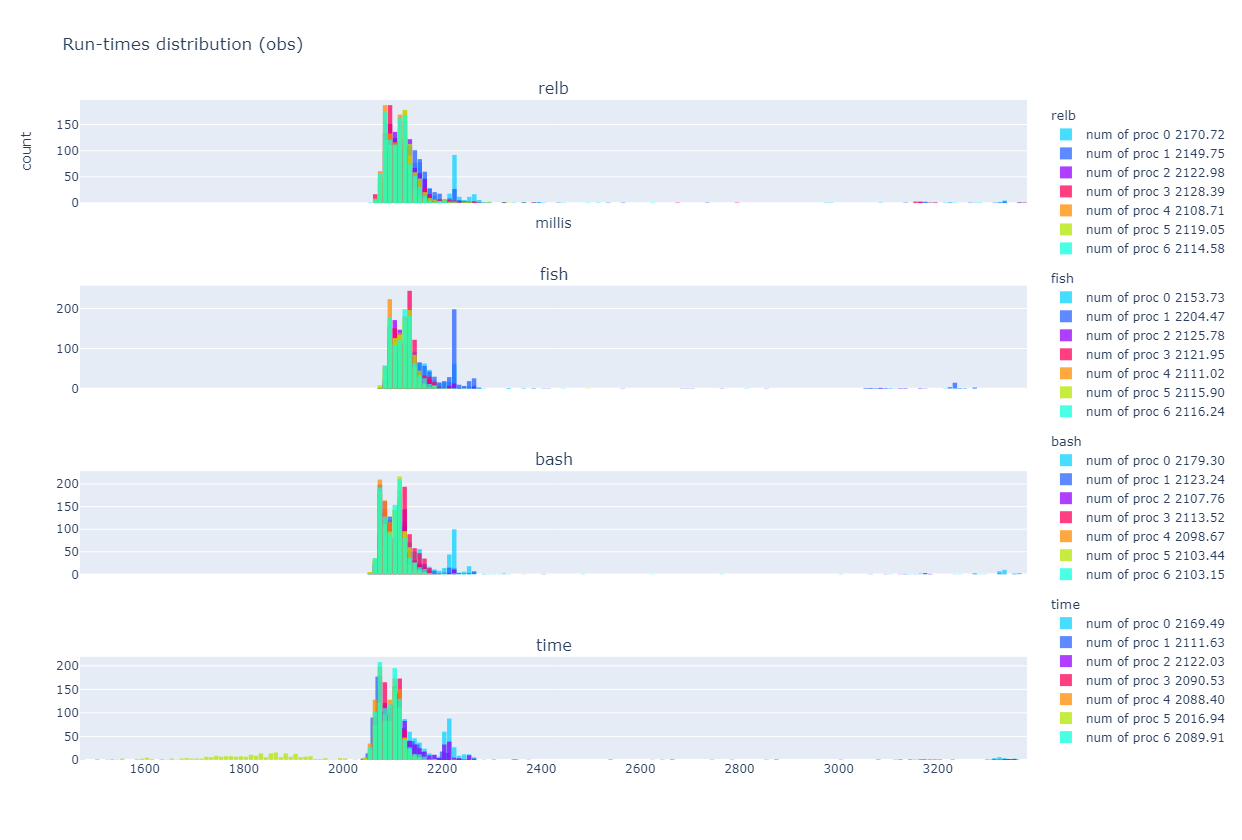 Run-times distribution (obs)
relb
count
150
100
50
0
millis
fish
200
100
0
bash
200
150
100
50
0
time
200
150
100
50
0
1600 1800 2000 2200 2400 2600 2800 3000 3200
relb
num of proc 0 2170.72
num of proc 1 2149.75
num of proc 2 2122.98
num of proc 3 2128.39
num of proc 4 2108.71
num of proc 5 2119.05
num of proc 6 2114.58
fish
num of proc 0 2153.73
num of proc 1 2204.47
num of proc 2 2125.78
num of proc 3 2121.95
num of proc 4 2111.02
num of proc 5 2115.90
num of proc 6 2116.24
bash
num of proc 0 2179.30
num of proc 1 2123.24
num of proc 2 2107.76
num of proc 3 2113.52
num of proc 4 2098.67
num of proc 5 2103.44
num of proc 6 2103.15
time
num of proc 0 2169.49
num of proc 1 2111.63
num of proc 2 2122.03
num of proc 3 2090.53
num of proc 4 2088.40
num of proc 5 2016.94
num of proc 6 2089.91